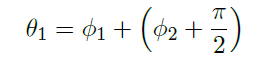 θ₁ = ϕ₁ + (ϕ₂ + π/2)